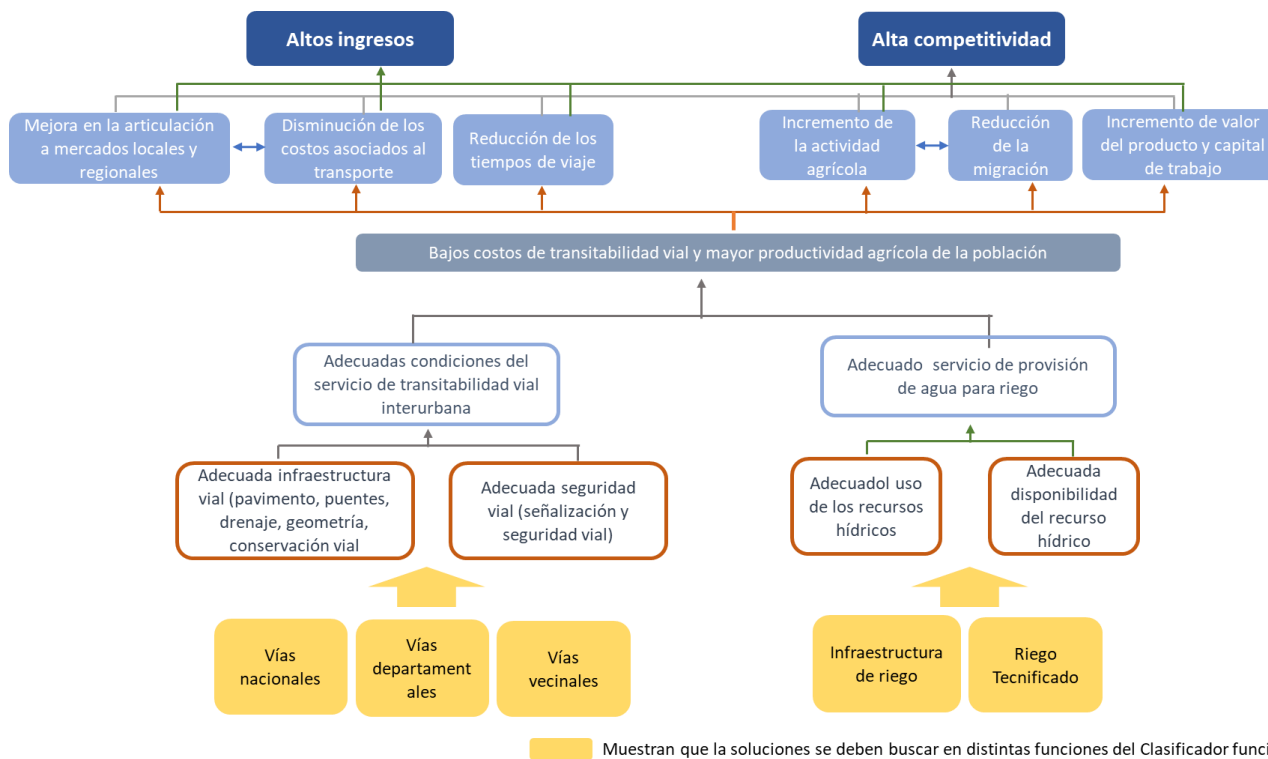 Altos ingresos
Alta competitividad
Mejora en la articulación
a mercados locales y
regionales
Disminución de los
costos asociados al
transporte
Reducción de los
tiempos de viaje
Incremento de
la actividad
agrícola
Reducción
de la
migración
Incremento de valor
del producto y capital
de trabajo
Bajos costos de transitabilidad vial y mayor productividad agrícola de la población
Adecuadas condiciones del
servicio de transitabilidad vial
interurbana
Adecuado servicio de provisión
de agua para riego
Adecuada infraestructura
vial (pavimento, puentes,
drenaje, geometría,
conservación vial
Adecuada seguridad
vial (señalización y
seguridad vial)
Adecuadol uso
de los recursos
hídricos
Adecuada
disponibilidad
del recurso
hídrico
Vías
nacionales
Vías
departament
ales
Vías
vecinales
Infraestructura
de riego
Riego
Tecnificado
Muestran que la soluciones se deben buscar en distintas funciones del Clasificador funci